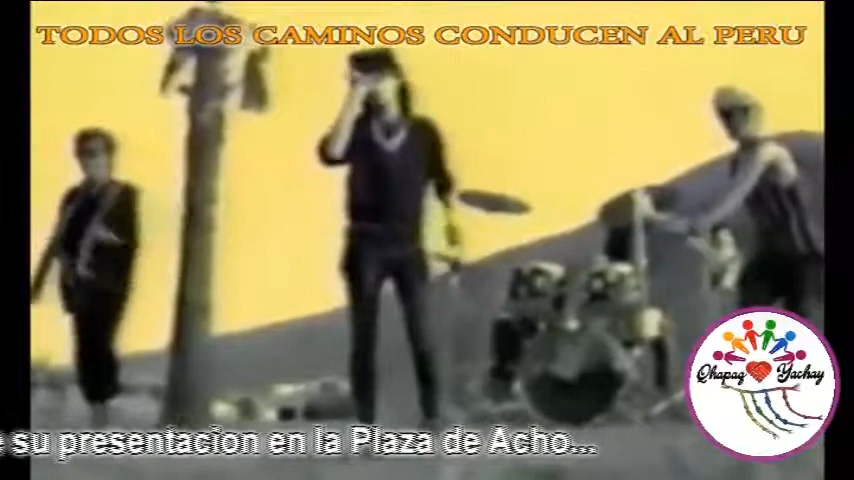 TODOS LOS CAMINOS CONDUCEN AL PERU
Qhapaq Yachay
e su presentacion en la Plaza de Acho...